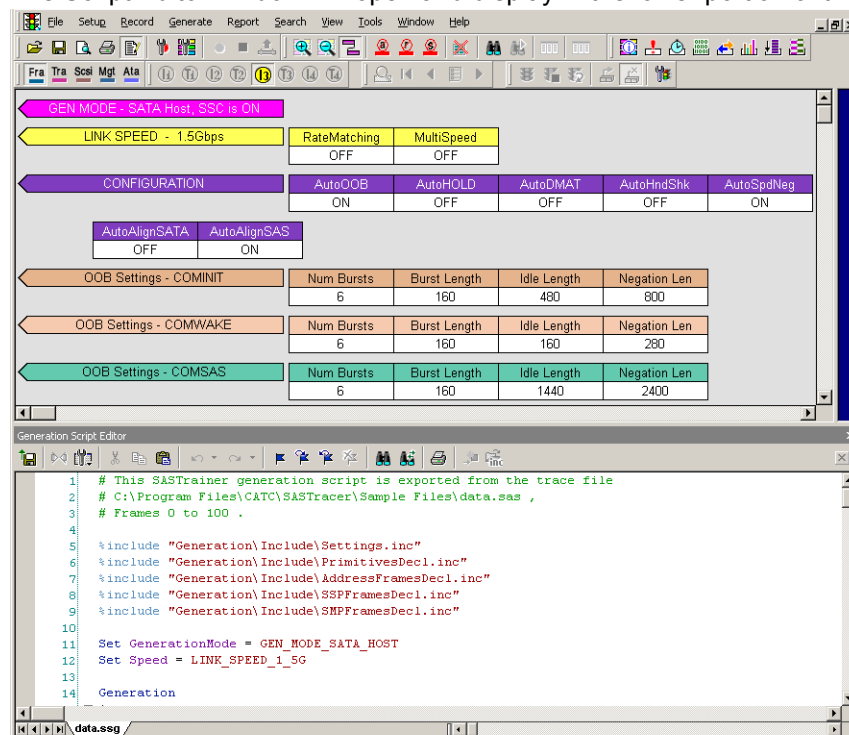 File Setup Record Generate Report Search View Tools Window Help
Fra Tra Scsi Mgt Ata
GEN MODE - SATA Host, SSC is ON
LINK SPEED - 1.5Gbps RateMatching MultiSpeed
OFF OFF
CONFIGURATION AutoOOB AutoHOLD AutoDMAT AutoHndShk AutoSpdNeg
ON OFF OFF OFF ON
AutoAlignSATA AutoAlignSAS
OFF ON
OOB Settings - COMINIT Num Bursts Burst Length Idle Length Negation Len
6 160 480 800
OOB Settings - COMWAKE Num Bursts Burst Length Idle Length Negation Len
6 160 160 280
OOB Settings - COMSAS Num Bursts Burst Length Idle Length Negation Len
6 160 1440 2400
Generation Script Editor
inc
1 # This SASTrainer generation script is exported from the trace file
2 # C:\Program Files\CATC\SASTracer\Sample Files\data.sas ,
3 # Frames 0 to 100 .
4
5 %include "Generation\Include\Settings.inc"
6 %include "Generation\Include\PrimitivesDecl.inc"
7 %include "Generation\Include\AddressFramesDecl.inc"
8 %include "Generation\Include\SSPFramesDecl.inc"
9 %include "Generation\Include\SMPFramesDecl.inc"
10
11 Set GenerationMode = GEN_MODE_SATA_HOST
12 Set Speed = LINK_SPEED_1_5G
13
14 Generation
data.ssg